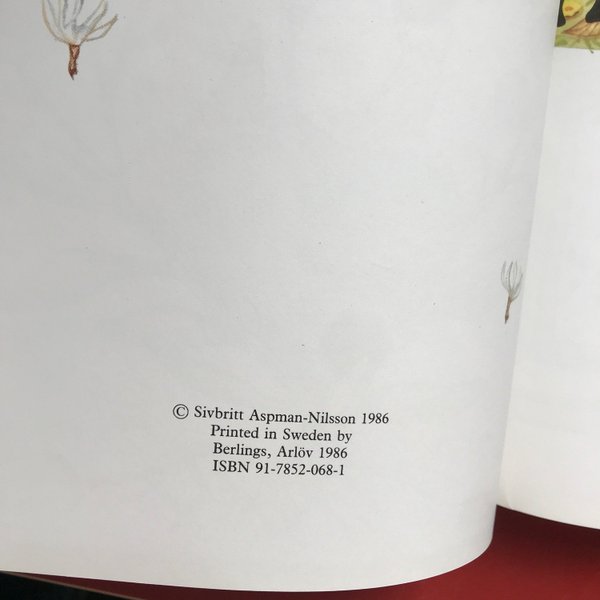 © Sivbritt Aspman-Nilsson 1986
Printed in Sweden by
Berlings, Arlöv 1986
ISBN 91-7852-068-1